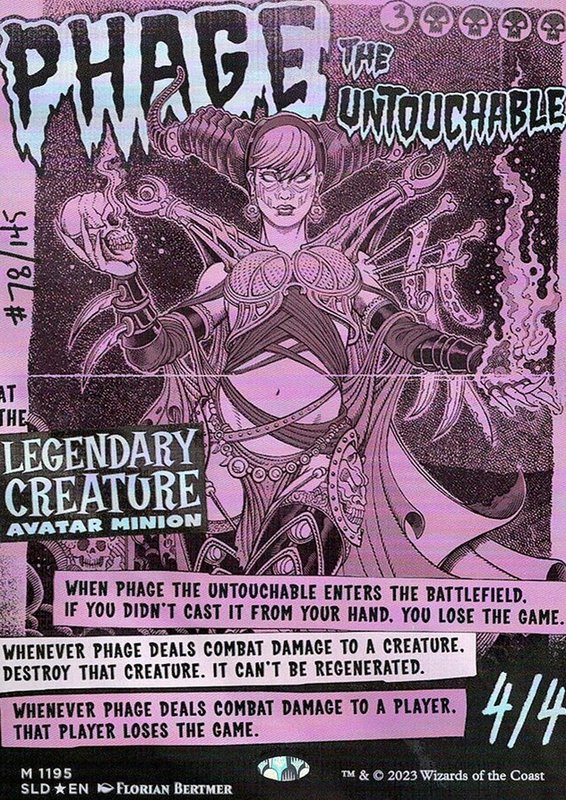 PHAGE
THE
UNTOUCHABLE
3
#78/145
AT
THE
LEGENDARY
CREATURE
AVATAR MINION
WHEN PHAGE THE UNTOUCHABLE ENTERS THE BATTLEFIELD,
IF YOU DIDN'T CAST IT FROM YOUR HAND, YOU LOSE THE GAME.
WHENEVER PHAGE DEALS COMBAT DAMAGE TO A CREATURE,
DESTROY THAT CREATURE. IT CAN'T BE REGENERATED.
WHENEVER PHAGE DEALS COMBAT DAMAGE TO A PLAYER,
THAT PLAYER LOSES THE GAME.
4/4
M 1195
SLD★EN FLORIAN BERTMER
™ & © 2023 Wizards of the Coast